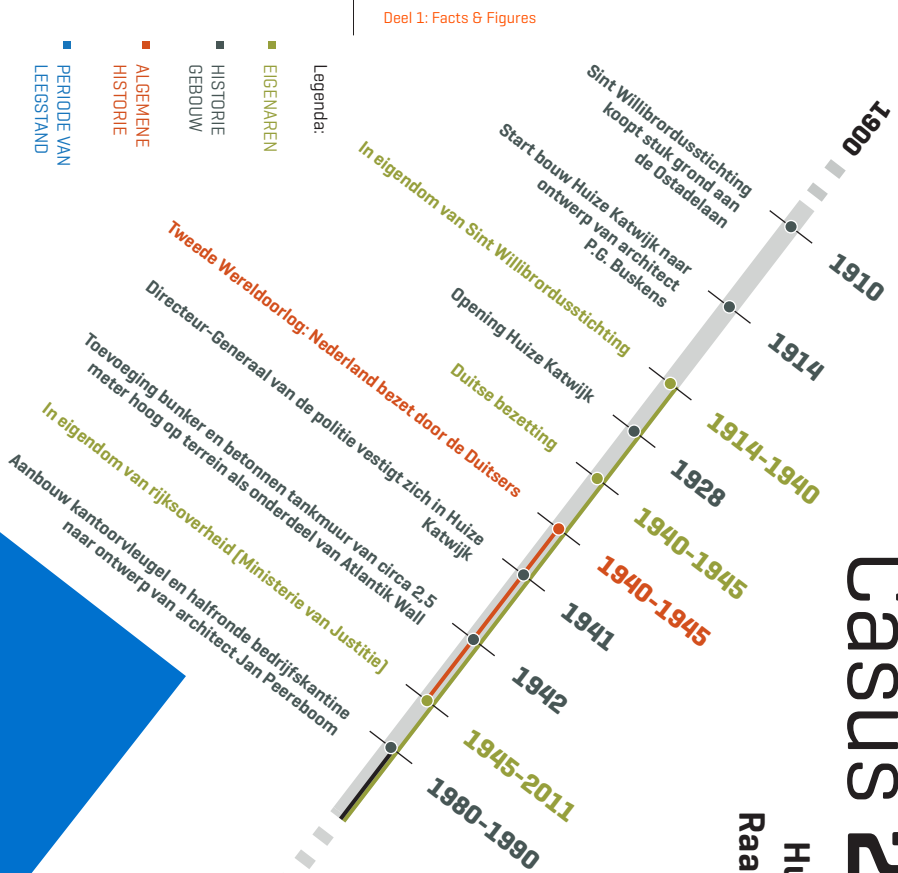 Deel 1: Facts & Figures
Legenda:
EIGENAREN
HISTORIE
GEBOUW
ALGEMENE
HISTORIE
PERIODE VAN
LEEGSTAND
1900
Sint Willibrordusstichting
koopt stuk grond aan
de Ostadelaan
1910
Start bouw Huize Katwijk naar
ontwerp van architect
P.G. Buskens
1914
In eigendom van Sint Willibrordusstichting
1914-1940
Opening Huize Katwijk
1928
Duitse bezetting
1940-1945
Tweede Wereldoorlog: Nederland bezet door de Duitsers
1940-1945
Directeur-Generaal van de politie vestigt zich in Huize
Katwijk
1941
Toevoeging bunker en betonnen tankmuur van circa 2,5
meter hoog op terrein als onderdeel van Atlantik Wall
1942
In eigendom van rijksoverheid [Ministerie van Justitie]
1945-2011
Aanbouw kantoorvleugel en halfronde bedrijfskantine
naar ontwerp van architect Jan Peereboom
1980-1990
Casus 2
Hu
Raa